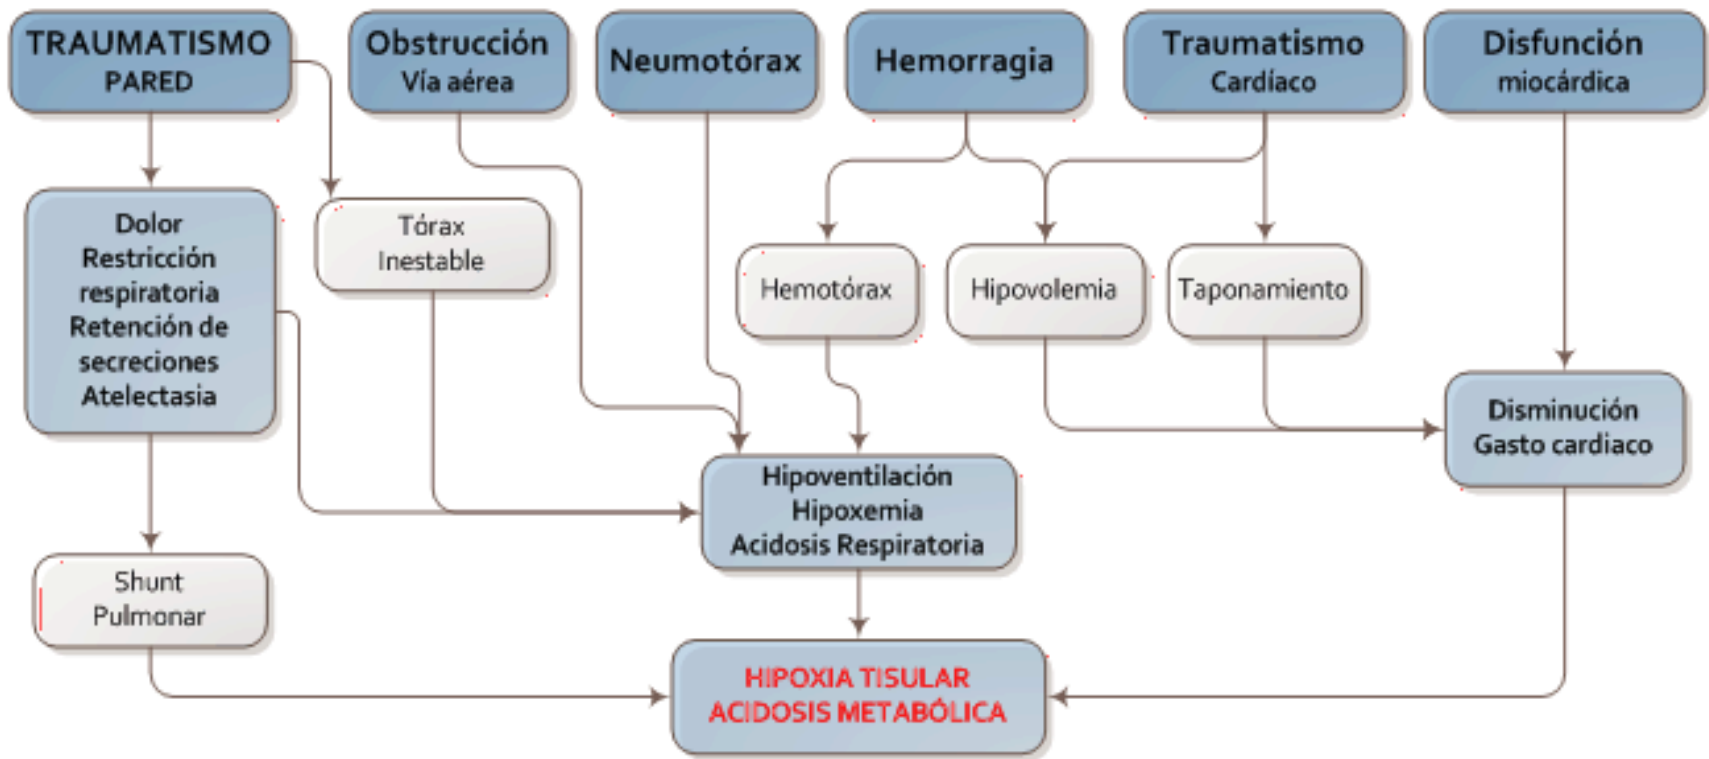 TRAUMATISMO
PARED
Obstrucción
Vía aérea
Neumotórax
Hemorragia
Traumatismo
Cardíaco
Disfunción
miocárdica
Dolor
Restricción
respiratoria
Retención de
secreciones
Atelectasia
Tórax
Inestable
Hemotórax
Hipovolemia
Taponamiento
Disminución
Gasto cardiaco
Hipoventilación
Hipoxemia
Acidosis Respiratoria
Shunt
Pulmonar
HIPOXIA TISULAR
ACIDOSIS METABÓLICA